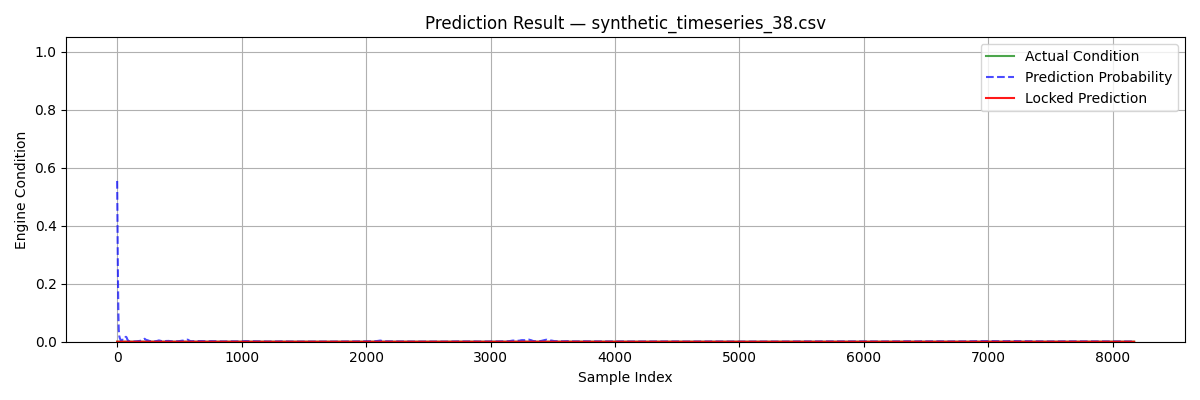 Prediction Result — synthetic_timeseries_38.csv
1.0
0.8
0.6
0.4
0.2
0.0
Engine Condition
Actual Condition
Prediction Probability
Locked Prediction
0 1000 2000 3000 4000 5000 6000 7000 8000
Sample Index